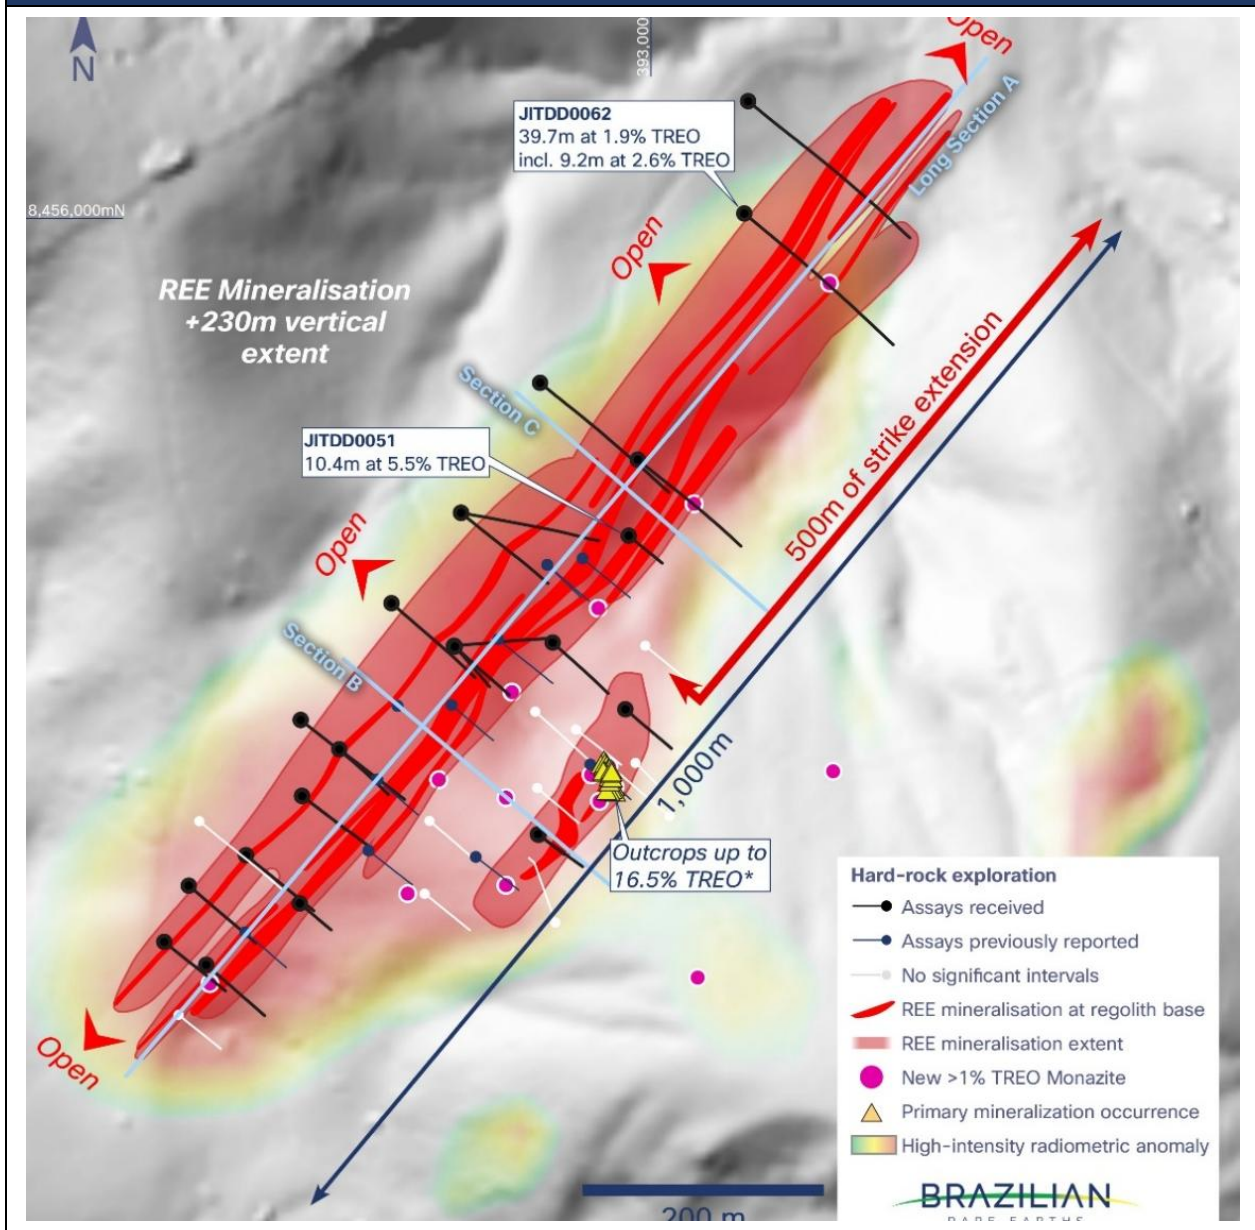 N
393,000
Open
Long Section A
JITDD0062
39.7m at 1.9% TREO
incl. 9.2m at 2.6% TREO
8,456,000mN
Open
REE Mineralisation
+230m vertical
extent
500m of strike extension
Section C
JITDD0051
10.4m at 5.5% TREO
Open
Section B
1,000m
Outcrops up to
16.5% TREO*
Open
Hard-rock exploration
Assays received
Assays previously reported
No significant intervals
REE mineralisation at regolith base
REE mineralisation extent
New >1% TREO Monazite
Primary mineralization occurrence
High-intensity radiometric anomaly
BRAZILIAN
RARE EARTHS
200 m